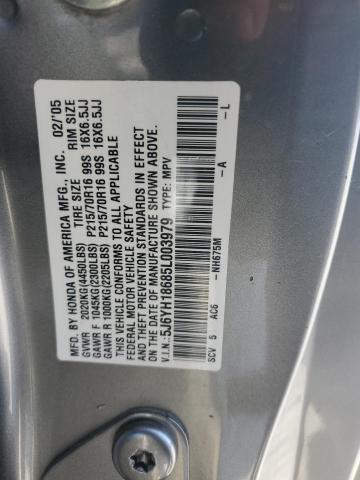 MFD. BY HONDA OF AMERICA MFG., INC. 02/'05
TIRE SIZE RIM SIZE
GVWR 2020KG(4450LBS)
GAWR F 1045KG(2300LBS) P215/70R16 99S 16X6.5JJ
GAWR R 1000KG(2205LBS) P215/70R16 99S 16X6.5JJ
THIS VEHICLE CONFORMS TO ALL APPLICABLE
FEDERAL MOTOR VEHICLE SAFETY
AND THEFT PREVENTION STANDARDS IN EFFECT
ON THE DATE OF MANUFACTURE SHOWN ABOVE.
V.I.N.: 5J6YH18685L003979 TYPE: MPV
SCV 5 AC6 -NH675M -A -L